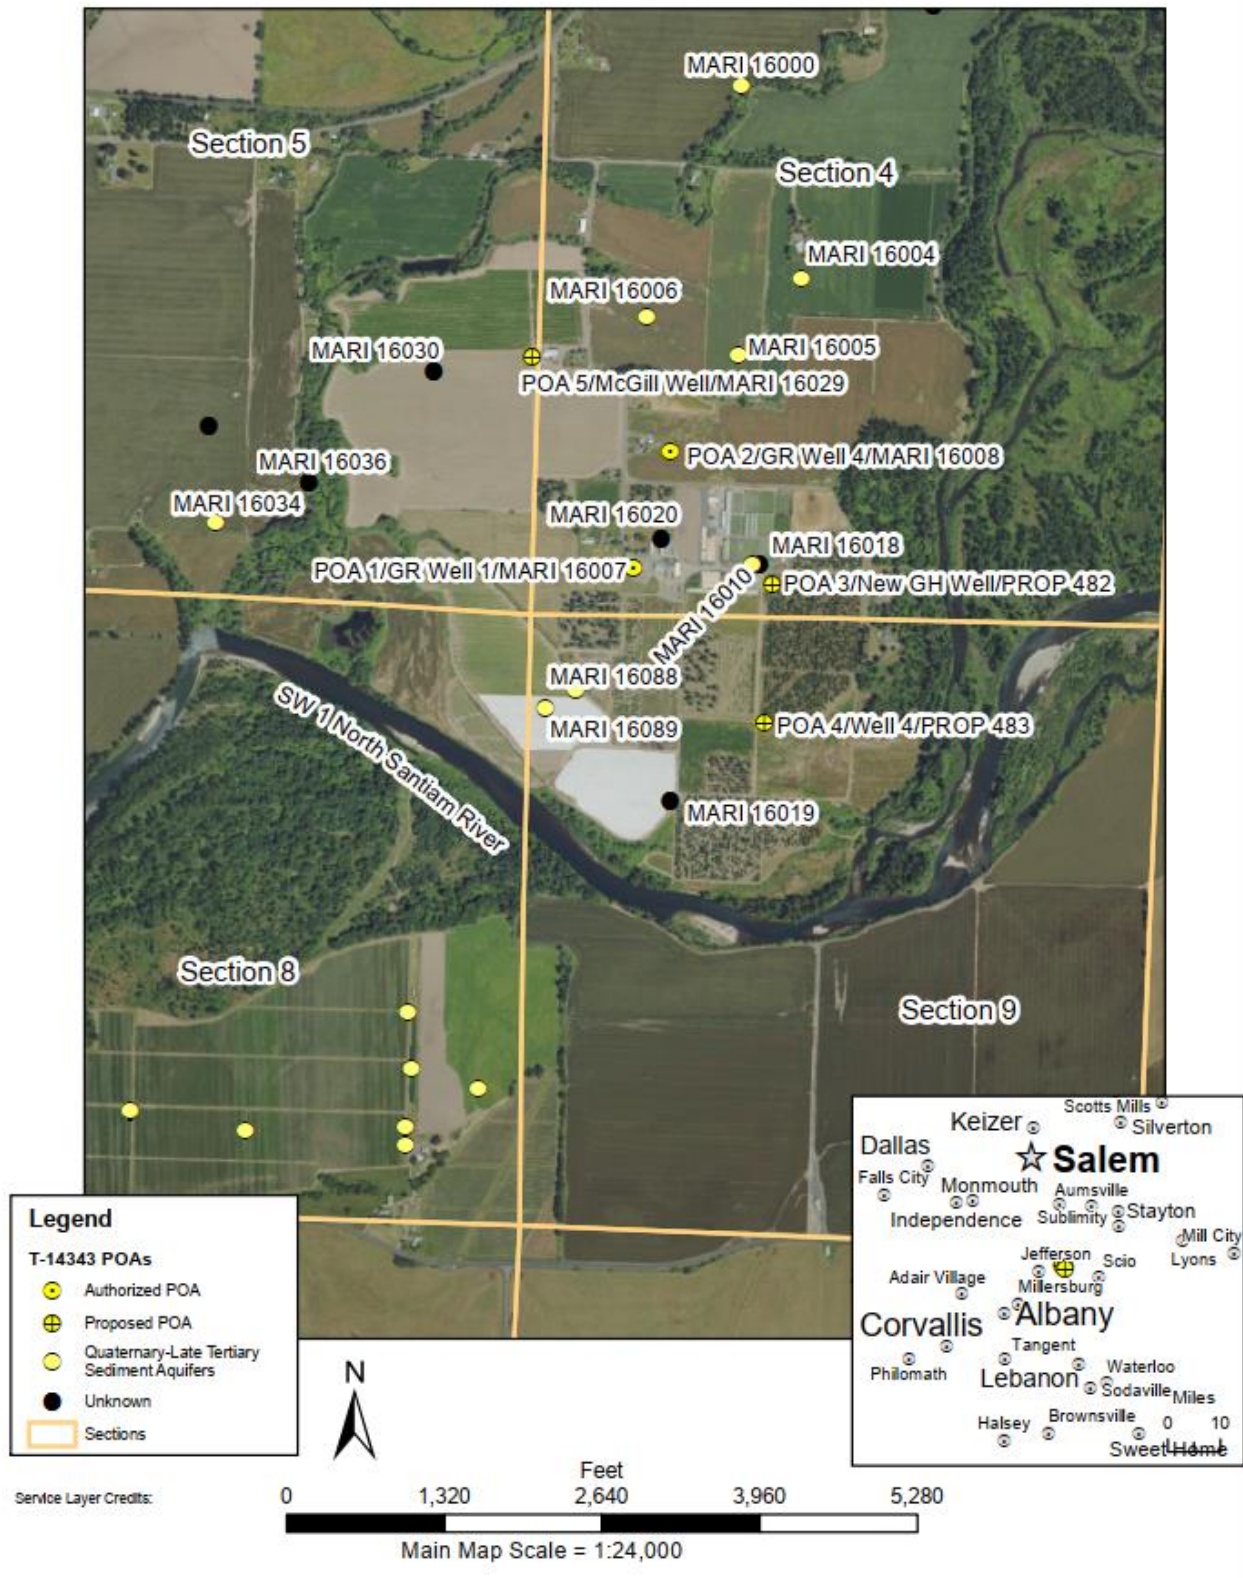 MARI 16000
Section 5
Section 4
MARI 16004
MARI 16006
MARI 16030
MARI 16005
POA 5/McGill Well/MARI 16029
MARI 16036
POA 2/GR Well 4/MARI 16008
MARI 16034
MARI 16020
MARI 16018
POA 1/GR Well 1/MARI 16007
POA 3/New GH Well/PROP 482
MARI 16010
MARI 16088
SW 1/North Santiam River
MARI 16089
POA 4/Well 4/PROP 483
MARI 16019
Section 8
Section 9
Scotts Mills
Keizer
Silverton
Dallas
Salem
Falls City
Monmouth
Aumsville
Independence
Sublimity
Stayton
Mill City
Jefferson
Scio
Lyons
Adair Village
Millersburg
Albany
Corvallis
Tangent
Philomath
Lebanon
Waterloo
Sodaville
Miles
Halsey
Brownsville
0 10
Sweet Home
Legend
T-14343 POAs
Authorized POA
Proposed POA
Quaternary-Late Tertiary
Sediment Aquifers
Unknown
Sections
N
Feet
Service Layer Credits:
0 1,320 2,640 3,960 5,280
Main Map Scale = 1:24,000